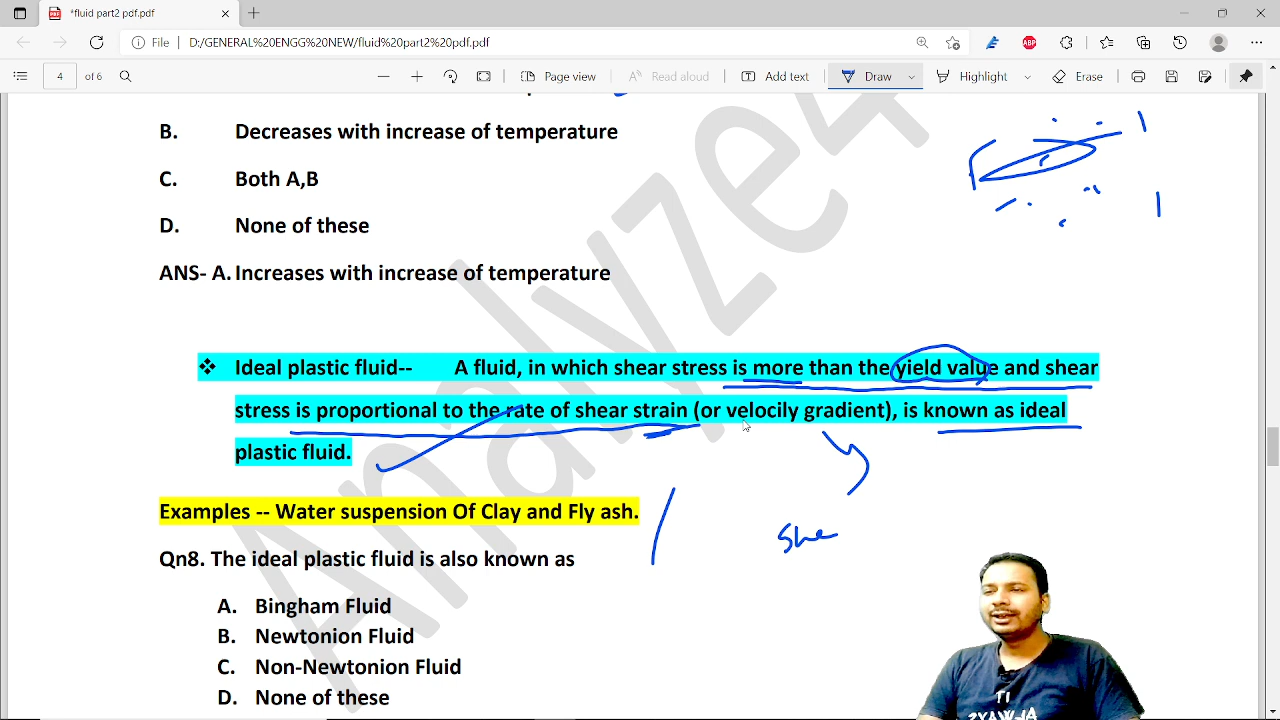 *fluid part2 pdf.pdf
File D:/GENERAL%20ENGG%20NEW/fluid%20part2%20pdf.pdf
4 of 6 Page view Read aloud Add text Draw Highlight Erase
B. Decreases with increase of temperature
C. Both A,B
D. None of these
ANS- A. Increases with increase of temperature
Ideal plastic fluid-- A fluid, in which shear stress is more than the yield value and shear
stress is proportional to the rate of shear strain (or velocily gradient), is known as ideal
plastic fluid.
Examples -- Water suspension Of Clay and Fly ash.
she
Qn8. The ideal plastic fluid is also known as
A. Bingham Fluid
B. Newtonion Fluid
C. Non-Newtonion Fluid
D. None of these
Analyze4